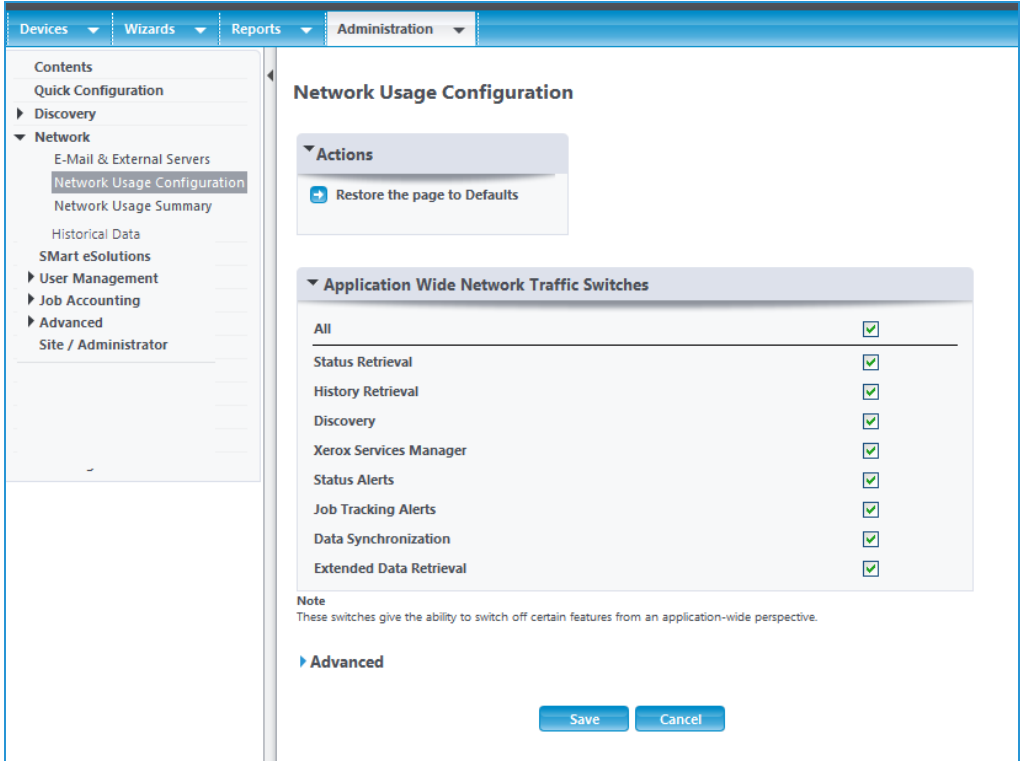 Devices Wizards Reports Administration
Contents
Quick Configuration
Discovery
Network
E-Mail & External Servers
Network Usage Configuration
Network Usage Summary
Historical Data
SMart eSolutions
User Management
Job Accounting
Advanced
Site / Administrator
Network Usage Configuration
Actions
Restore the page to Defaults
Application Wide Network Traffic Switches
All
Status Retrieval
History Retrieval
Discovery
Xerox Services Manager
Status Alerts
Job Tracking Alerts
Data Synchronization
Extended Data Retrieval
Note
These switches give the ability to switch off certain features from an application-wide perspective.
Advanced
Save Cancel